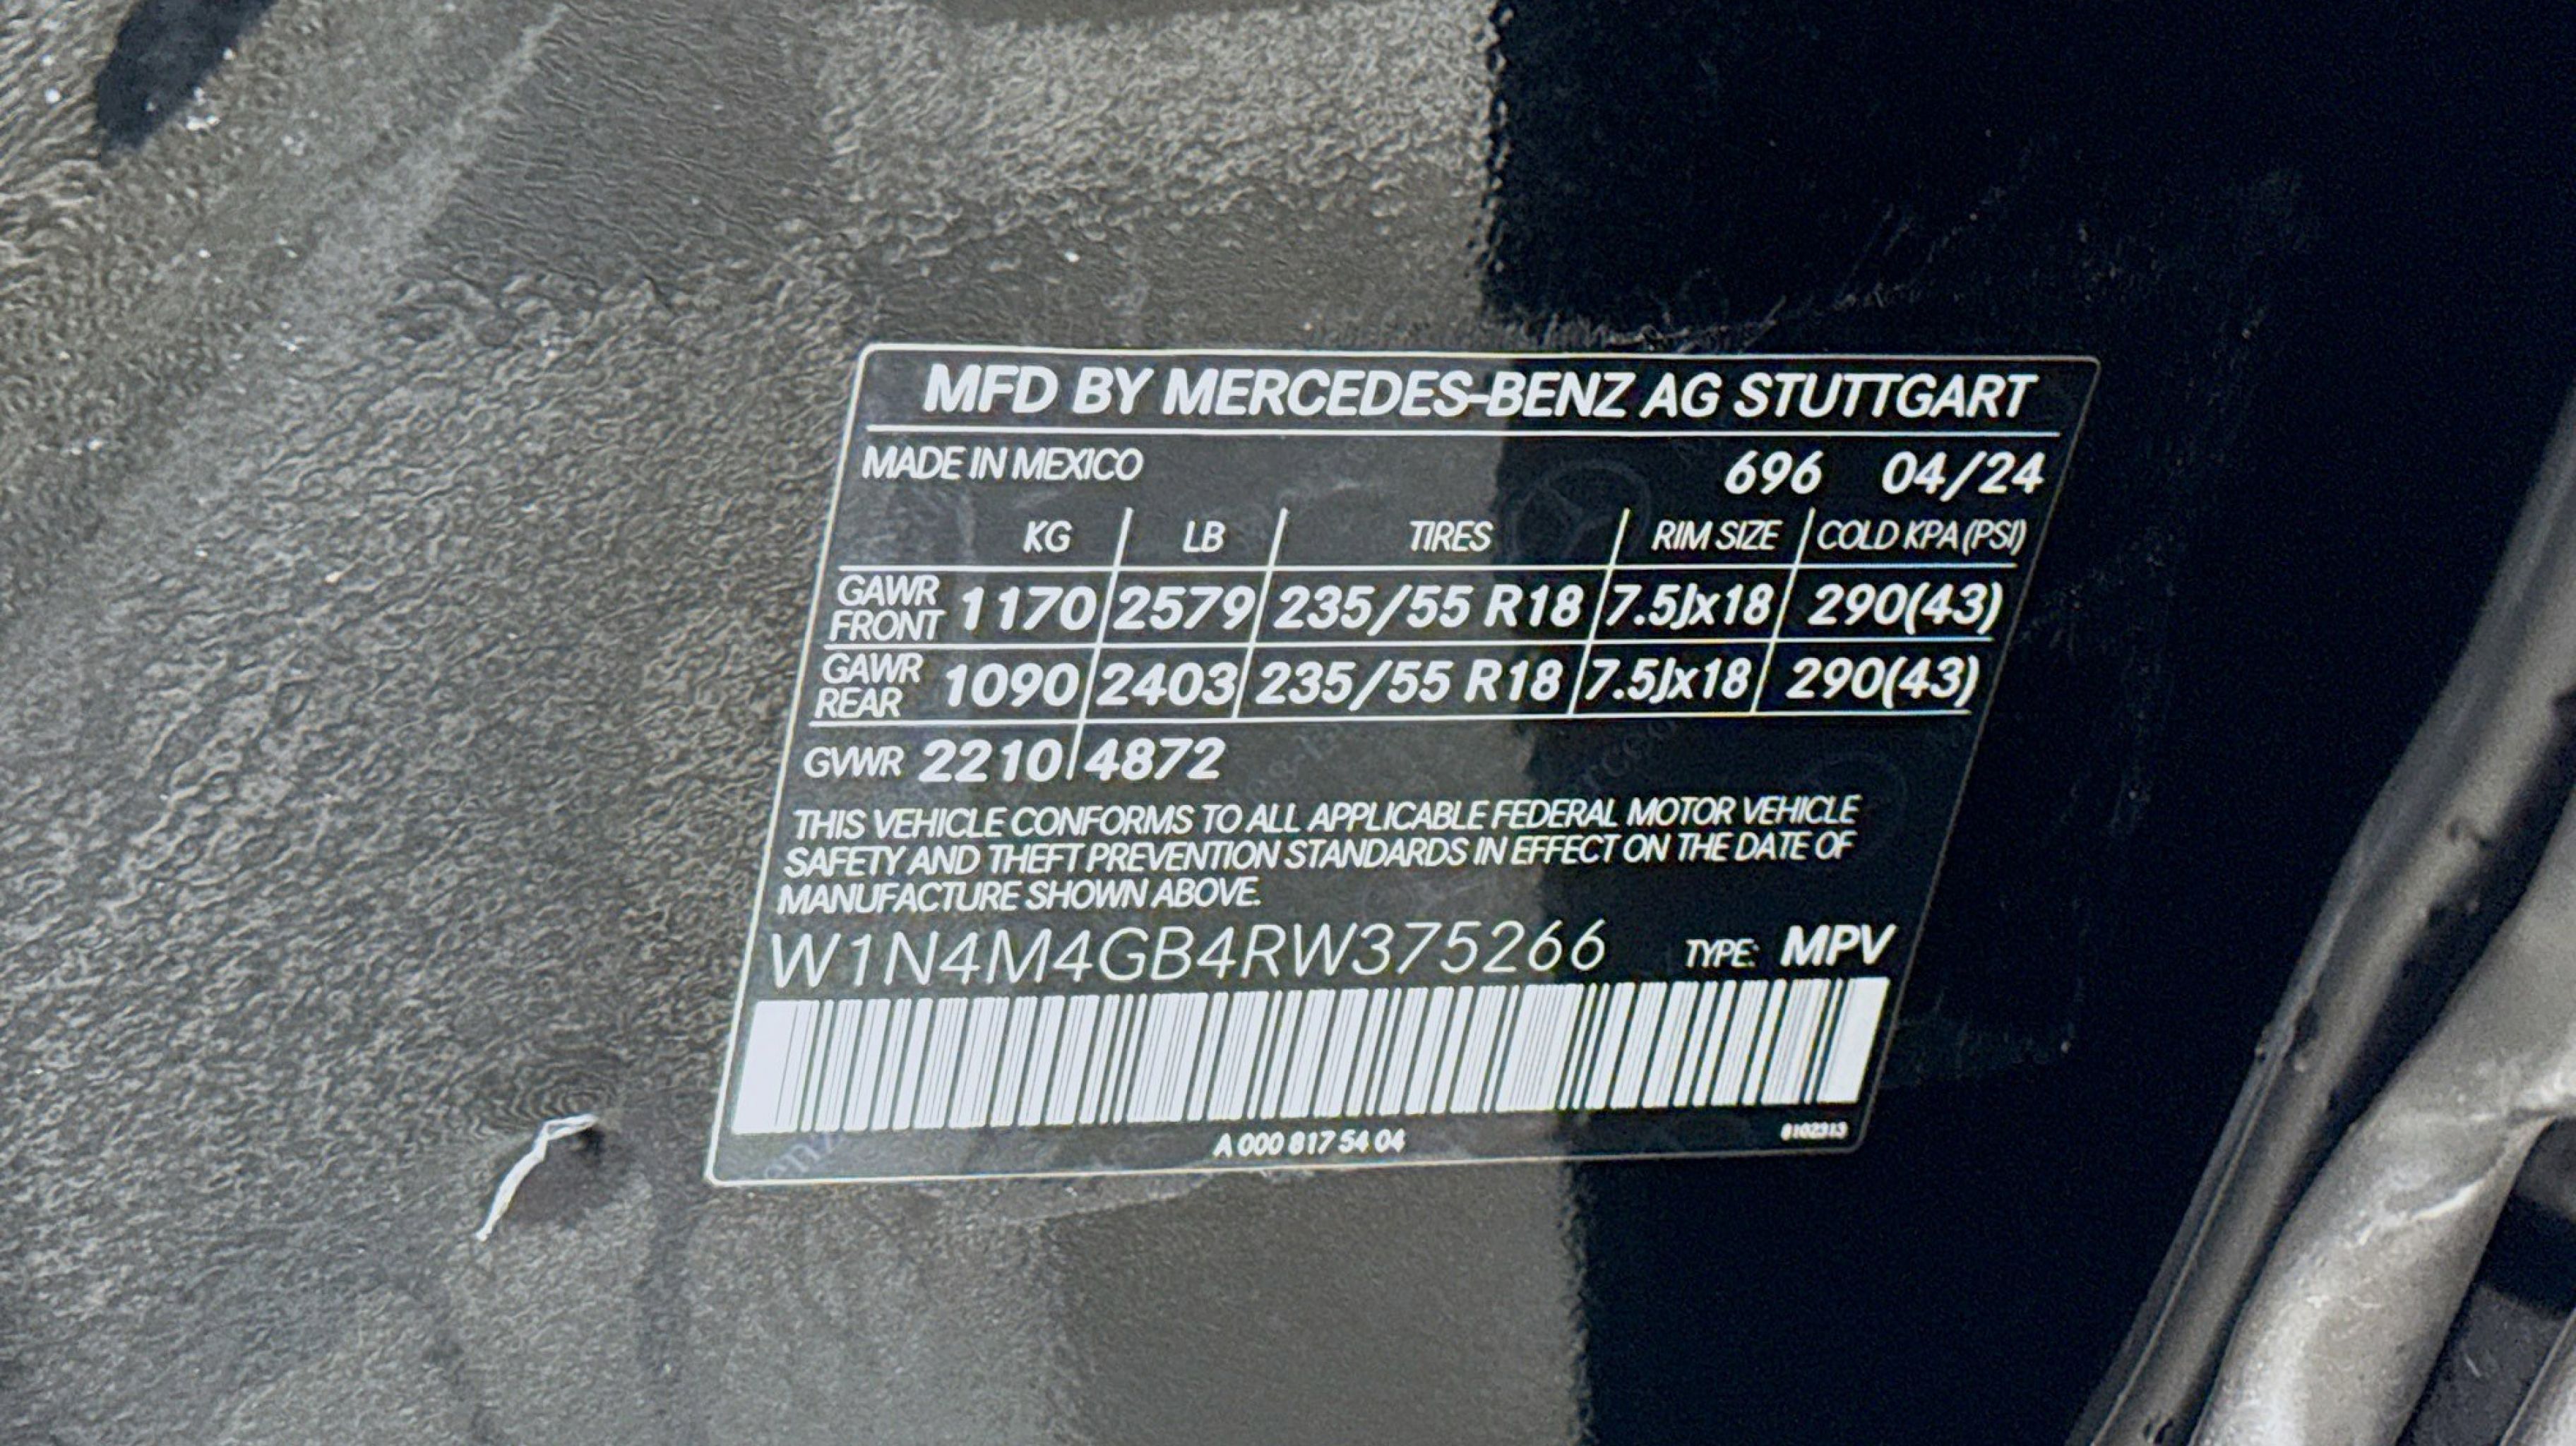 MFD BY MERCEDES-BENZ AG STUTTGART
MADE IN MEXICO 696 04/24
KG LB TIRES RIM SIZE COLD KPA (PSI)
GAWR FRONT 1170 2579 235/55 R18 7.5Jx18 290(43)
GAWR REAR 1090 2403 235/55 R18 7.5Jx18 290(43)
GVWR 2210 4872
THIS VEHICLE CONFORMS TO ALL APPLICABLE FEDERAL MOTOR VEHICLE
SAFETY AND THEFT PREVENTION STANDARDS IN EFFECT ON THE DATE OF
MANUFACTURE SHOWN ABOVE.
W1N4M4GB4RW375266 TYPE: MPV
A 000 817 54 04 8102313